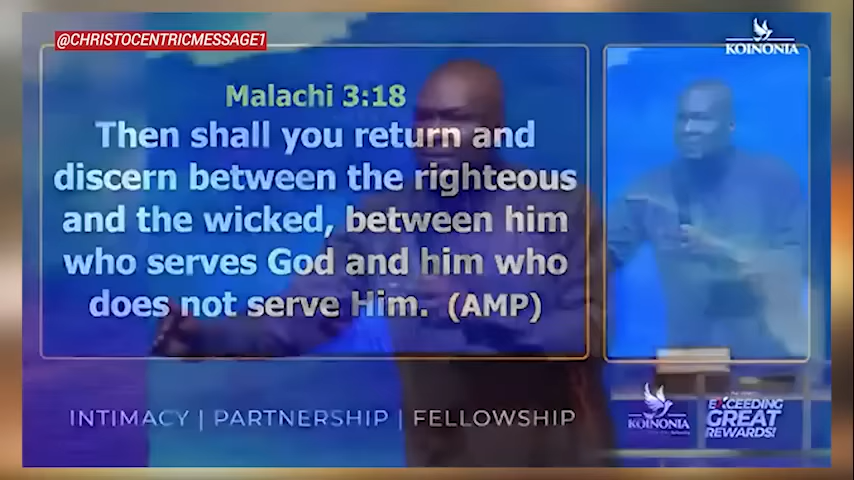 @CHRISTOCENTRICMESSAGE1
KOINONIA
Malachi 3:18
Then shall you return and
discern between the righteous
and the wicked, between him
who serves God and him who
does not serve Him. (AMP)
INTIMACY | PARTNERSHIP | FELLOWSHIP
KOINONIA
EXCEEDING
GREAT
REWARDS!